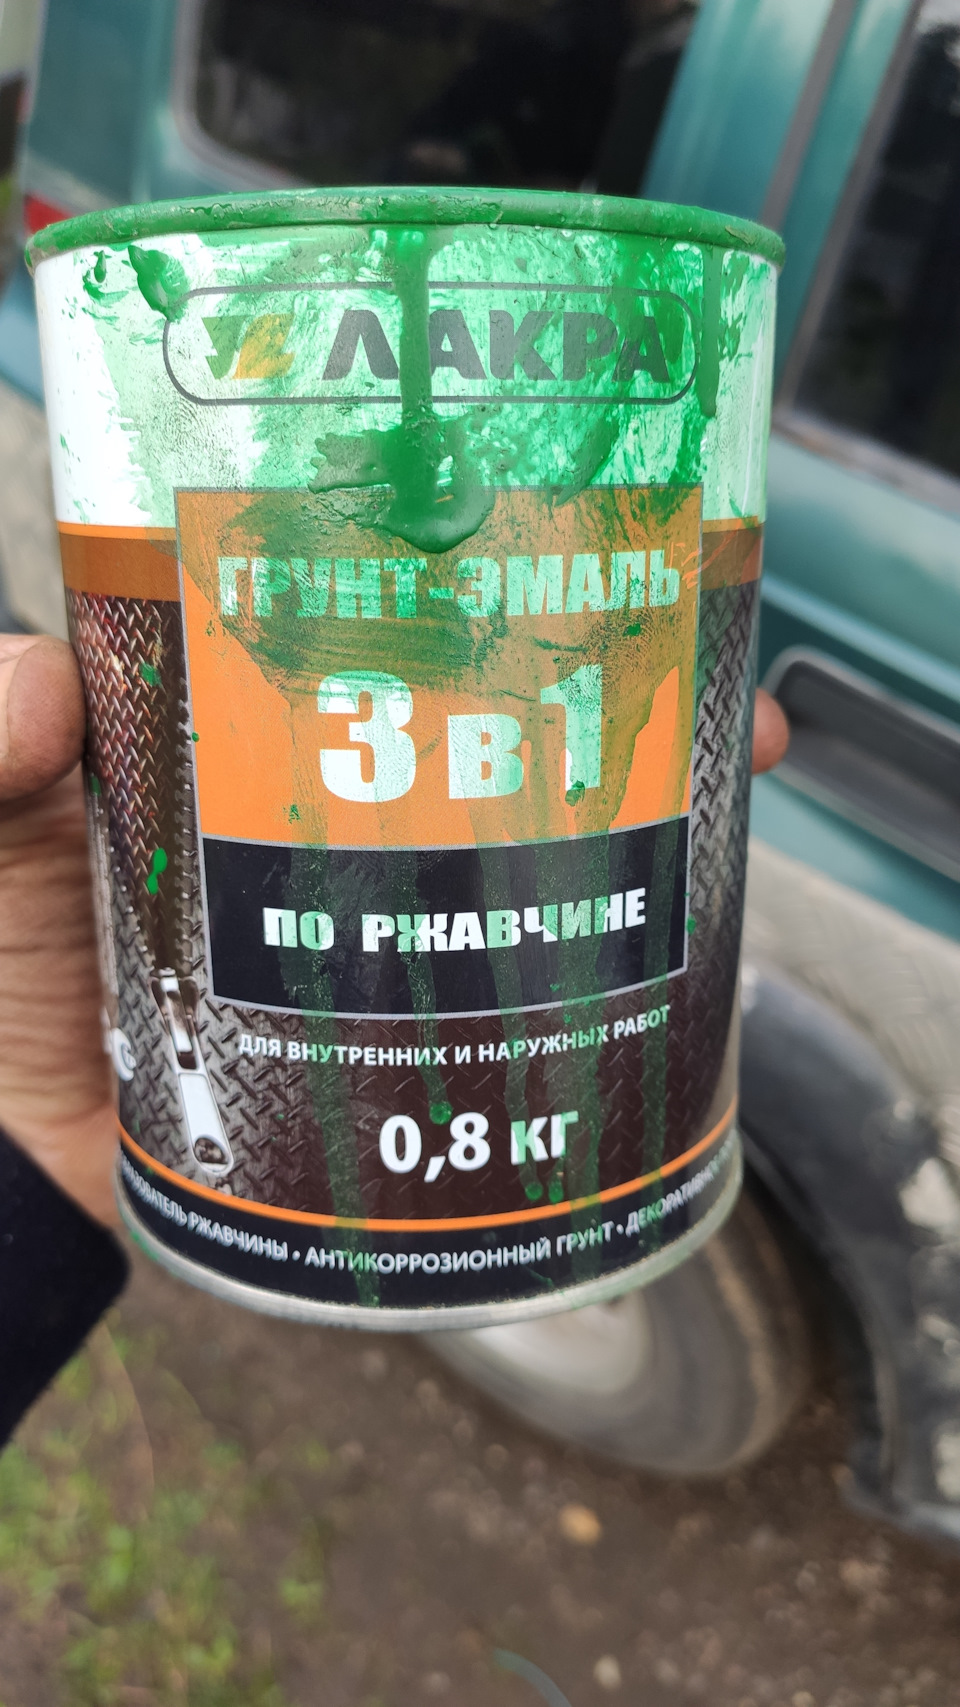 ЛАКРА
ГРУНТ-ЭМАЛЬ
3 в 1
ПО РЖАВЧИНЕ
ДЛЯ ВНУТРЕННИХ И НАРУЖНЫХ РАБОТ
0,8 кг
РЖАВЧИНЫ • АНТИКОРРОЗИОННЫЙ ГРУНТ •